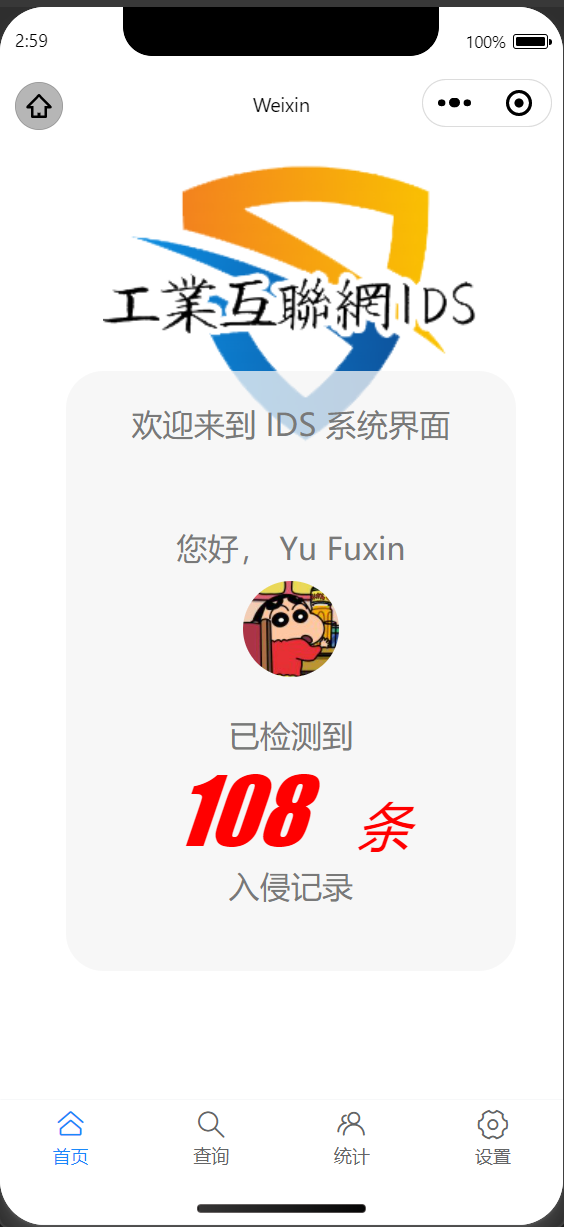 2:59
100%
Weixin
工業互聯網IDS
欢迎来到 IDS 系统界面
您好， Yu Fuxin
已检测到
108 条
入侵记录
首页 查询 统计 设置